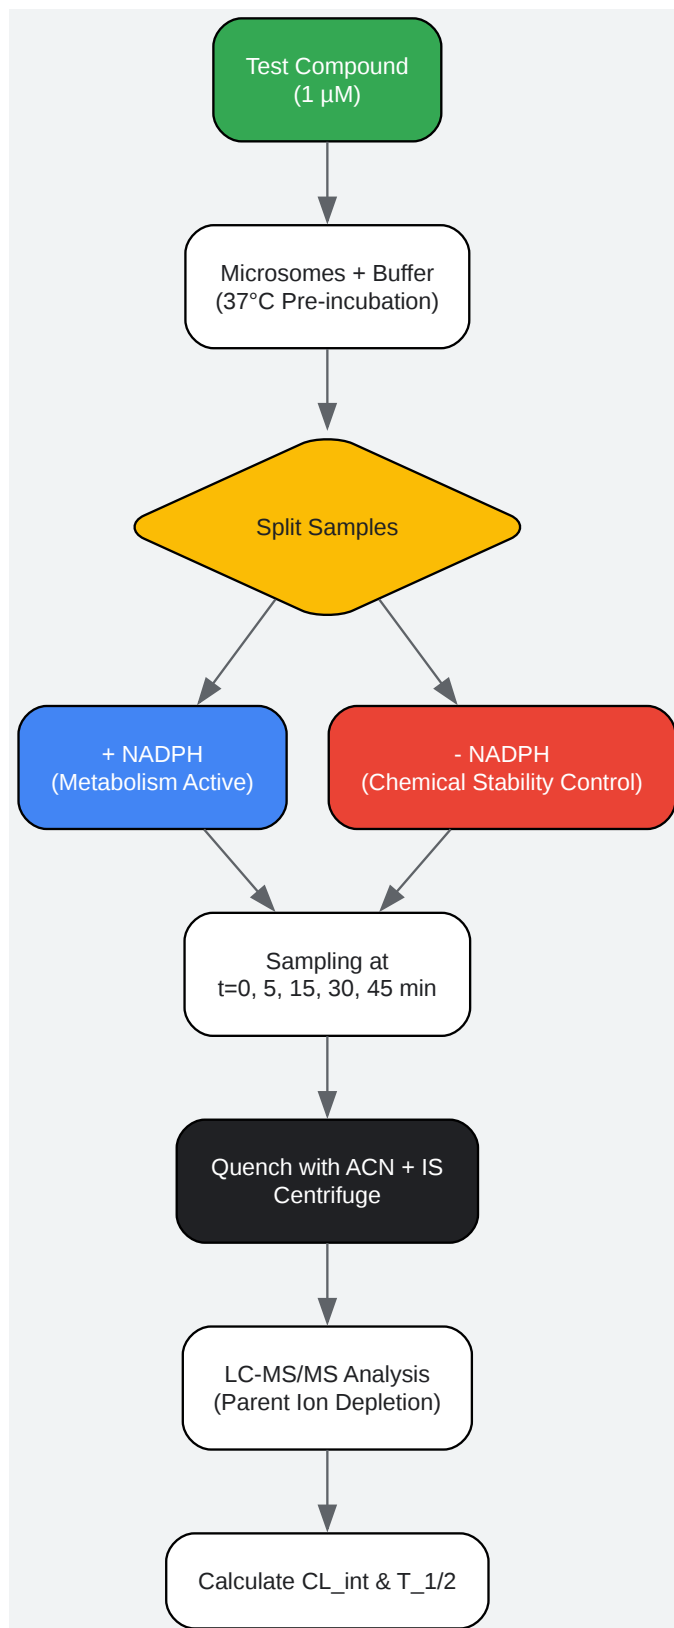 Test Compound
(1 µM)
Microsomes + Buffer
(37°C Pre-incubation)
Split Samples
+ NADPH
(Metabolism Active)
- NADPH
(Chemical Stability Control)
Sampling at
t=0, 5, 15, 30, 45 min
Quench with ACN + IS
Centrifuge
LC-MS/MS Analysis
(Parent Ion Depletion)
Calculate CL_int & T_1/2